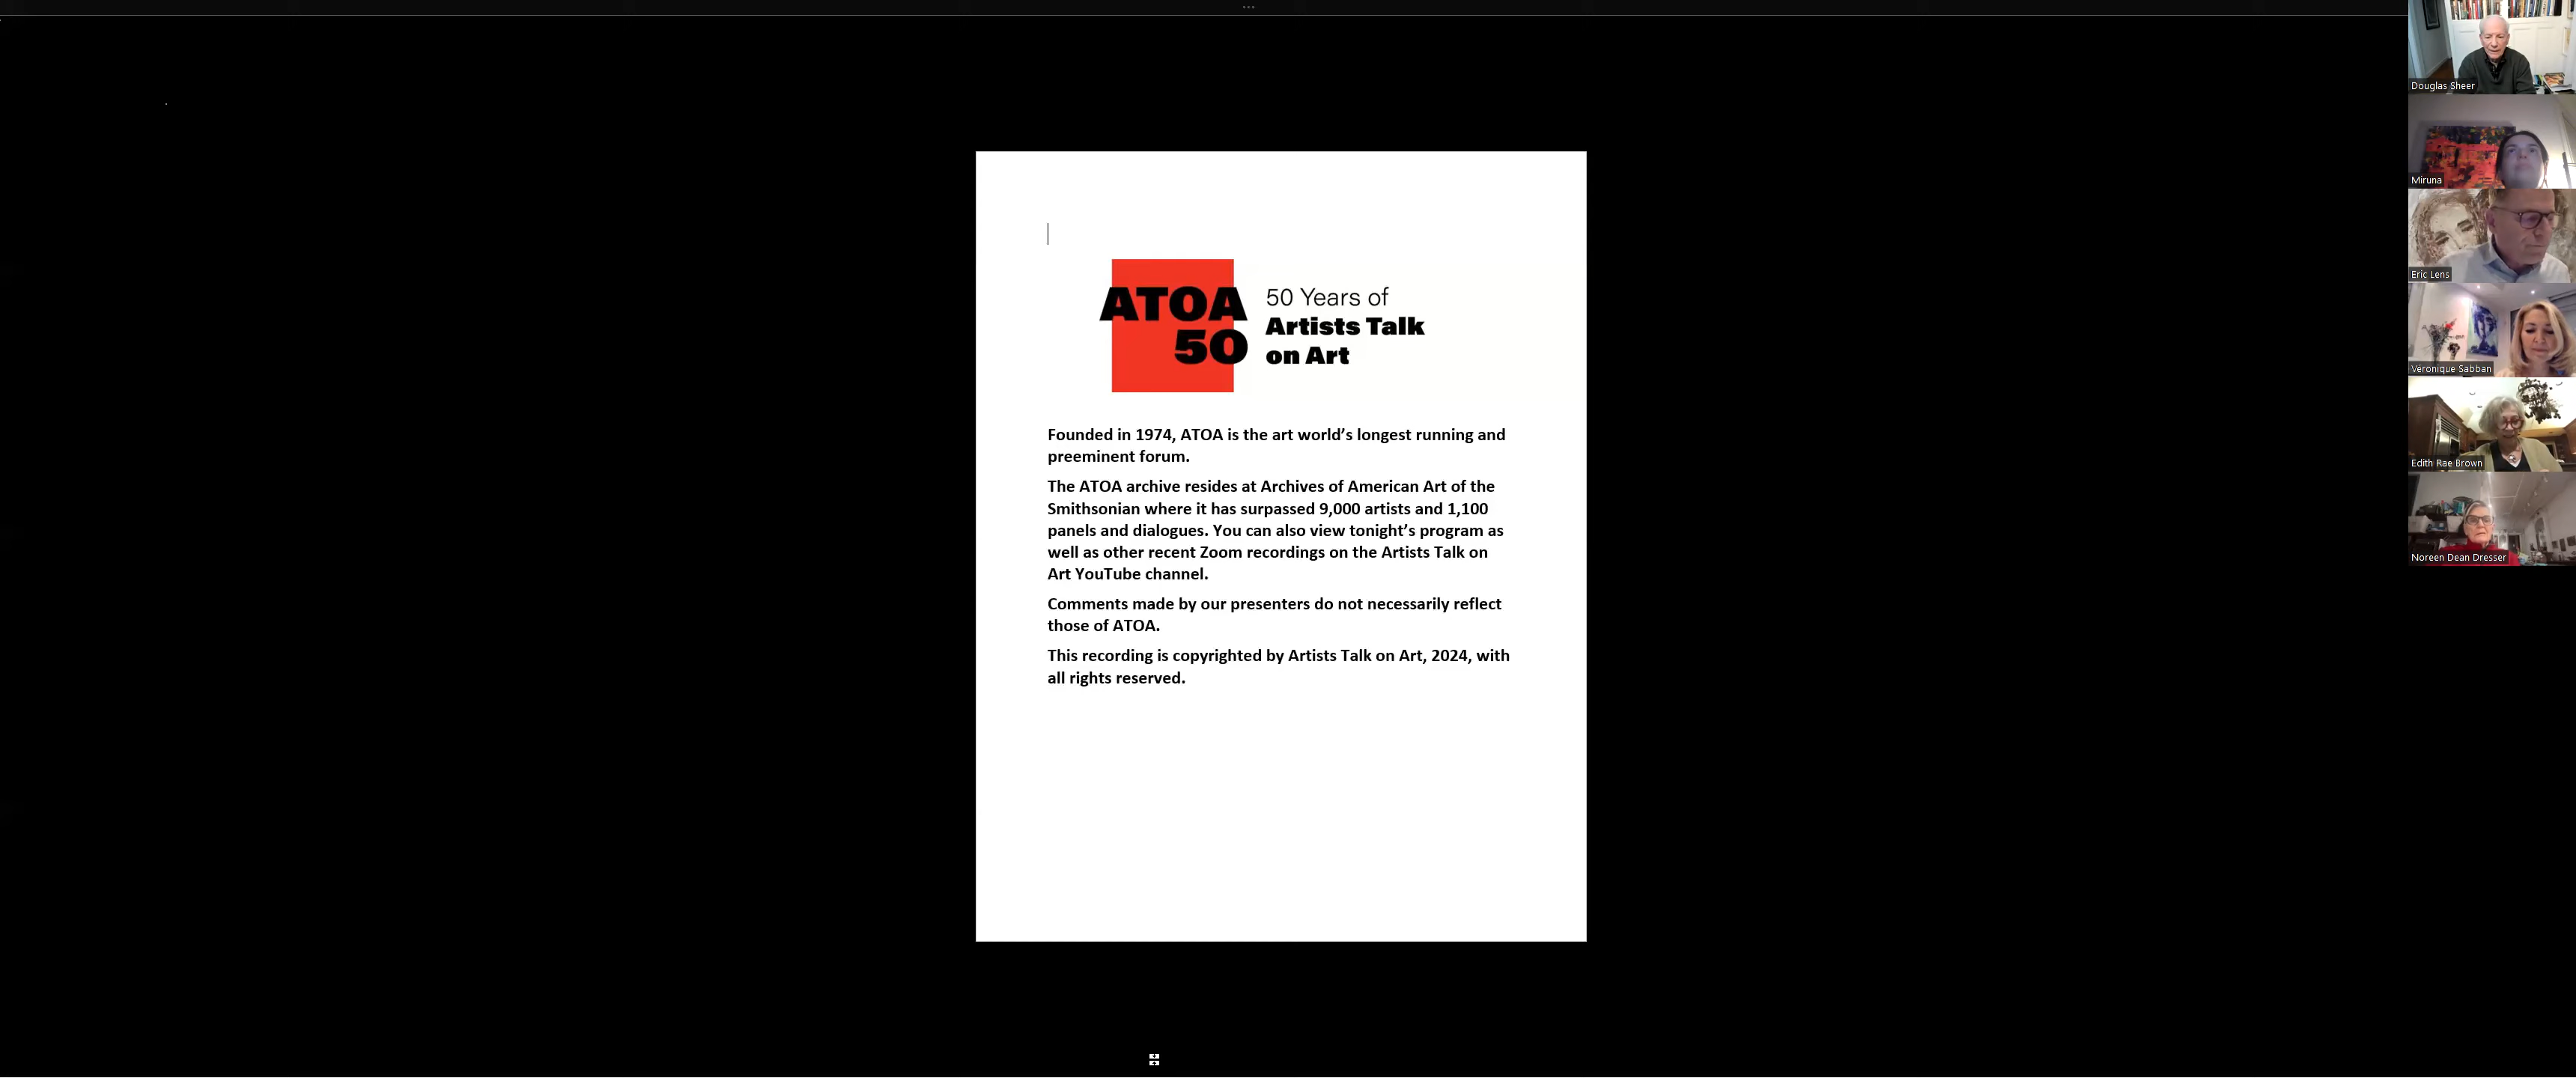 ATOA
50
50 Years of
Artists Talk
on Art
Founded in 1974, ATOA is the art world’s longest running and
preeminent forum.
The ATOA archive resides at Archives of American Art of the
Smithsonian where it has surpassed 9,000 artists and 1,100
panels and dialogues. You can also view tonight’s program as
well as other recent Zoom recordings on the Artists Talk on
Art YouTube channel.
Comments made by our presenters do not necessarily reflect
those of ATOA.
This recording is copyrighted by Artists Talk on Art, 2024, with
all rights reserved.
Douglas Sheer
Miruna
Eric Lens
Véronique Sabban
Edith Rae Brown
Noreen Dean Dresser